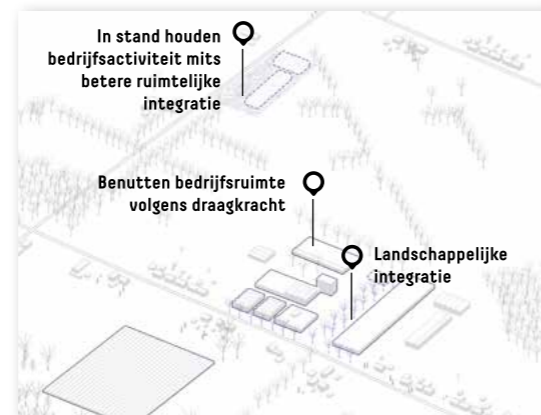 In stand houden
bedrijfsactiviteit mits
betere ruimtelijke
integratie
Benutten bedrijfsruimte
volgens draagkracht
Landschappelijke
integratie